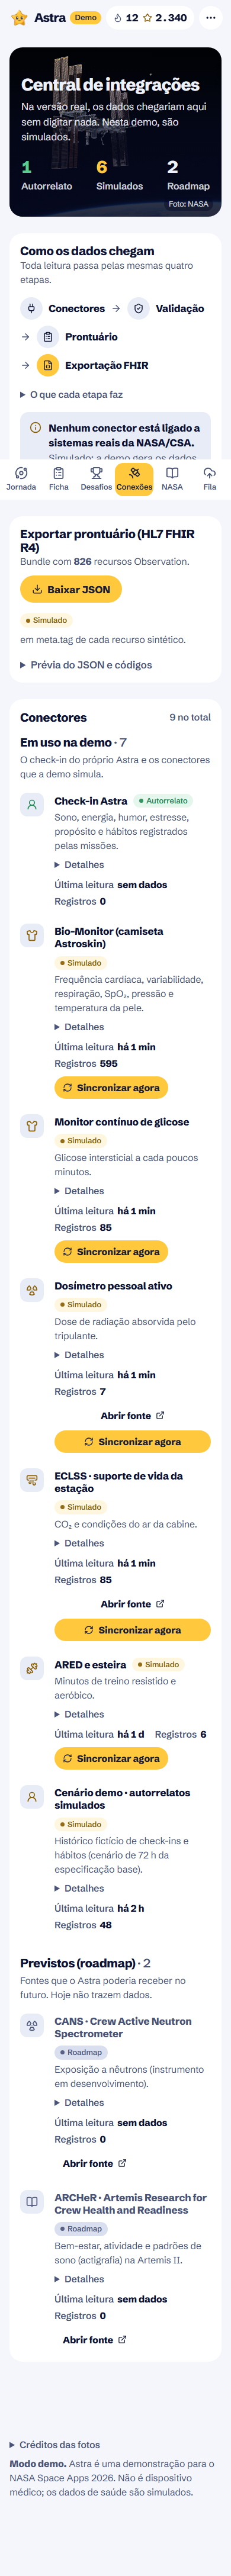 Astra Demo 12 2.340
Central de integrações
Na versão real, os dados chegariam aqui
sem digitar nada. Nesta demo, são
simulados.
1 6 2
Autorrelato Simulados Roadmap
Foto: NASA
Como os dados chegam
Toda leitura passa pelas mesmas quatro
etapas.
Conectores → Validação
→ Prontuário
→ Exportação FHIR
O que cada etapa faz
Nenhum conector está ligado a
sistemas reais da NASA/CSA.
Simulado: a demo gera os dados
Jornada Ficha Desafios Conexões NASA Fila
Exportar prontuário (HL7 FHIR
R4)
Bundle com 826 recursos Observation.
Baixar JSON
Simulado
em meta.tag de cada recurso sintético.
Prévia do JSON e códigos
Conectores 9 no total
Em uso na demo · 7
O check-in do próprio Astra e os conectores
que a demo simula.
Check-in Astra Autorrelato
Sono, energia, humor, estresse,
propósito e hábitos registrados
pelas missões.
Detalhes
Última leitura sem dados
Registros 0
Bio-Monitor (camiseta
Astroskin)
Simulado
Frequência cardíaca, variabilidade,
respiração, SpO₂, pressão e
temperatura da pele.
Detalhes
Última leitura há 1 min
Registros 595
Sincronizar agora
Monitor contínuo de glicose
Simulado
Glicose intersticial a cada poucos
minutos.
Detalhes
Última leitura há 1 min
Registros 85
Sincronizar agora
Dosímetro pessoal ativo
Simulado
Dose de radiação absorvida pelo
tripulante.
Detalhes
Última leitura há 1 min
Registros 7
Abrir fonte
Sincronizar agora
ECLSS · suporte de vida da
estação
Simulado
CO₂ e condições do ar da cabine.
Detalhes
Última leitura há 1 min
Registros 85
Abrir fonte
Sincronizar agora
ARED e esteira Simulado
Minutos de treino resistido e
aeróbico.
Detalhes
Última leitura há 1 d Registros 6
Sincronizar agora
Cenário demo · autorrelatos
simulados
Simulado
Histórico fictício de check-ins e
hábitos (cenário de 72 h da
especificação base).
Detalhes
Última leitura há 2 h
Registros 48
Previstos (roadmap) · 2
Fontes que o Astra poderia receber no
futuro. Hoje não trazem dados.
CANS · Crew Active Neutron
Spectrometer
Roadmap
Exposição a nêutrons (instrumento
em desenvolvimento).
Detalhes
Última leitura sem dados
Registros 0
Abrir fonte
ARCHeR · Artemis Research for
Crew Health and Readiness
Roadmap
Bem-estar, atividade e padrões de
sono (actigrafia) na Artemis II.
Detalhes
Última leitura sem dados
Registros 0
Abrir fonte
Créditos das fotos
Modo demo. Astra é uma demonstração para o
NASA Space Apps 2026. Não é dispositivo
médico; os dados de saúde são simulados.